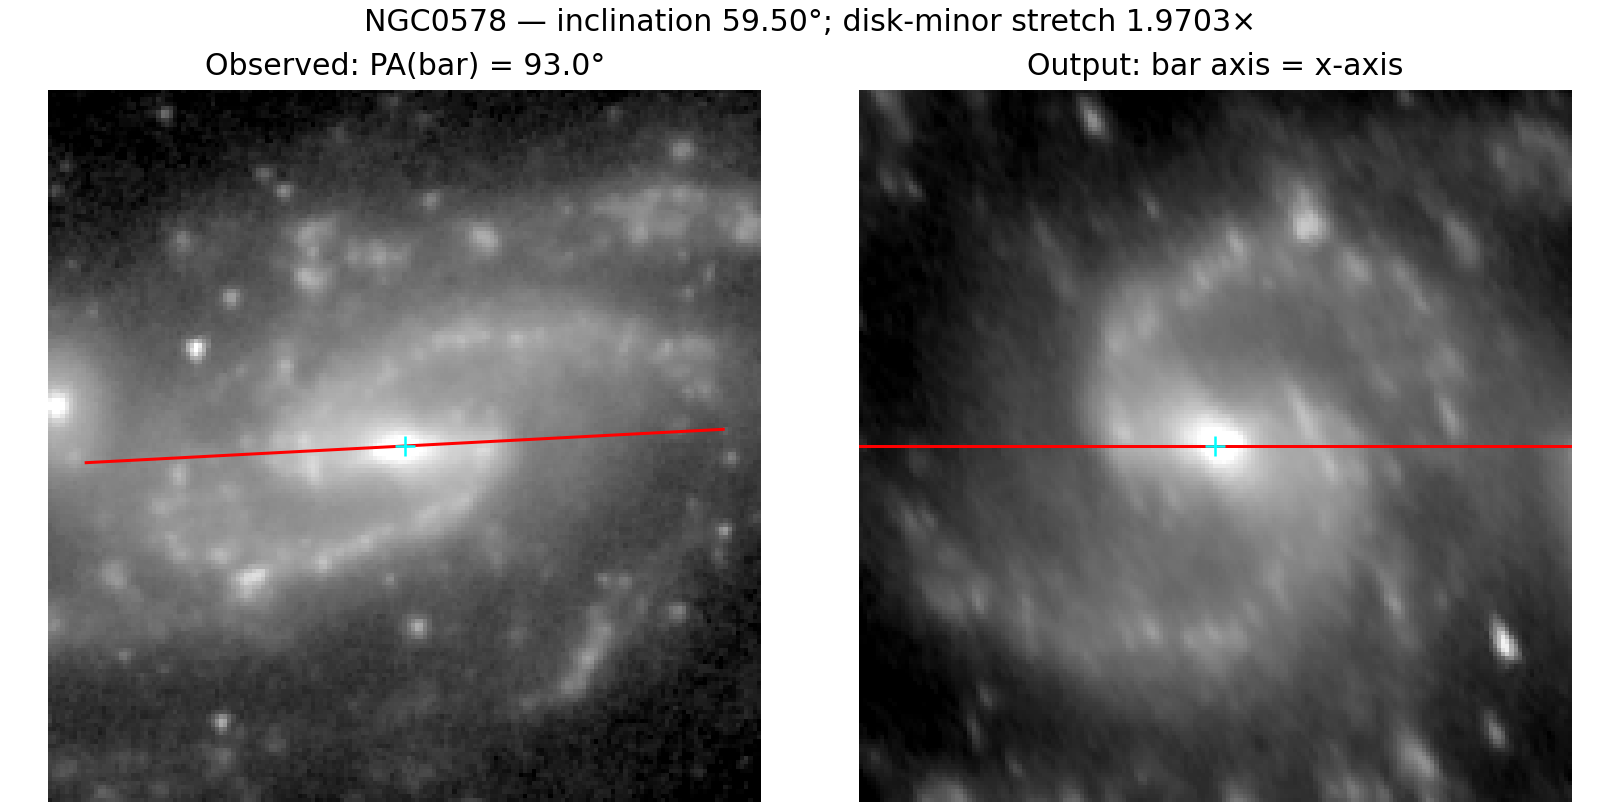 NGC0578 — inclination 59.50°; disk-minor stretch 1.9703×
Observed: PA(bar) = 93.0°
Output: bar axis = x-axis